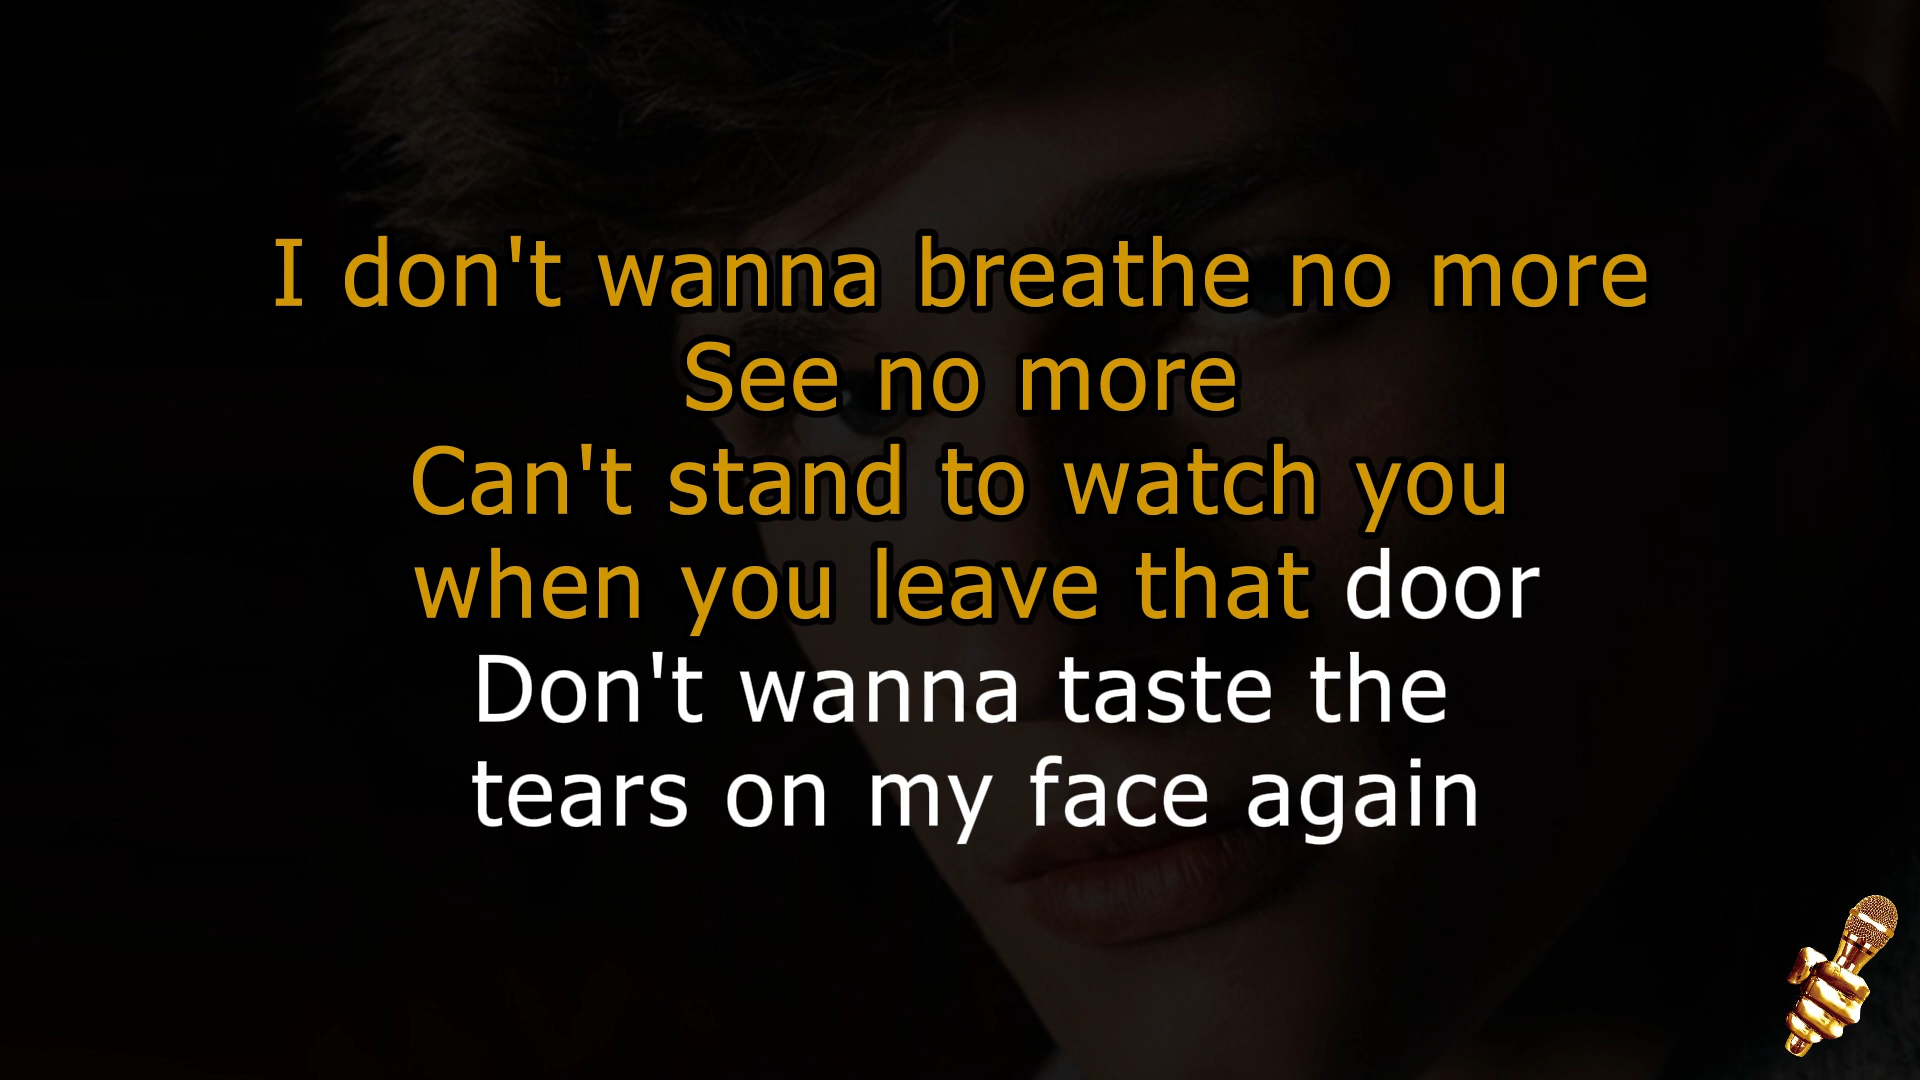 I don't wanna breathe no more
See no more
Can't stand to watch you
when you leave that door
Don't wanna taste the
tears on my face again